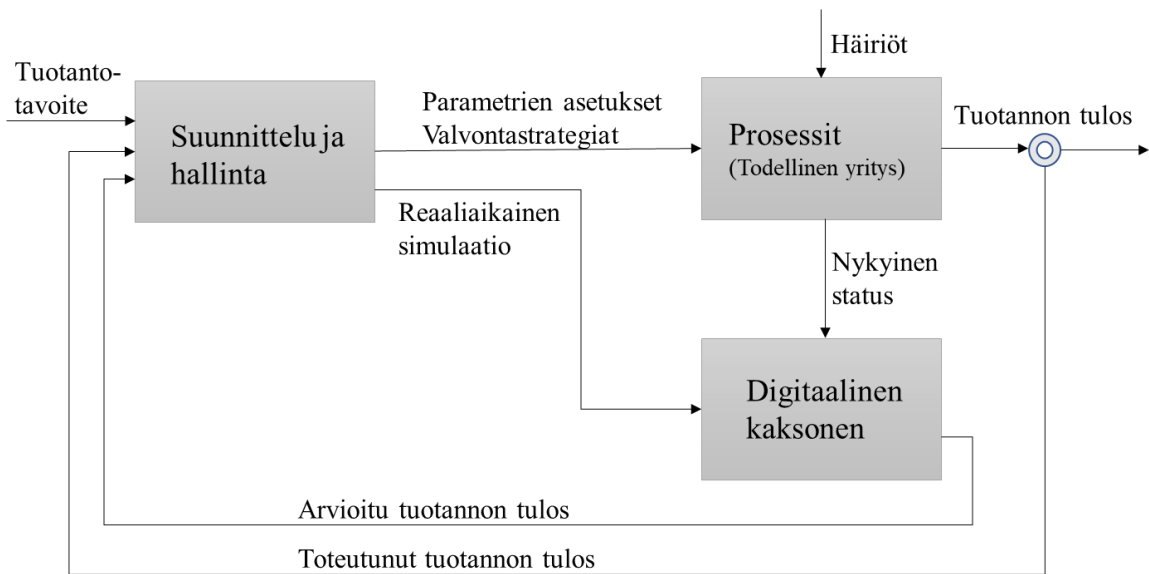 Häiriöt
Tuotanto-
tavoite
Suunnittelu ja
hallinta
Parametrien asetukset
Valvontastrategiat
Prosessit
(Todellinen yritys)
Tuotannon tulos
Reaaliaikainen
simulaatio
Nykyinen
status
Digitaalinen
kaksonen
Arvioitu tuotannon tulos
Toteutunut tuotannon tulos